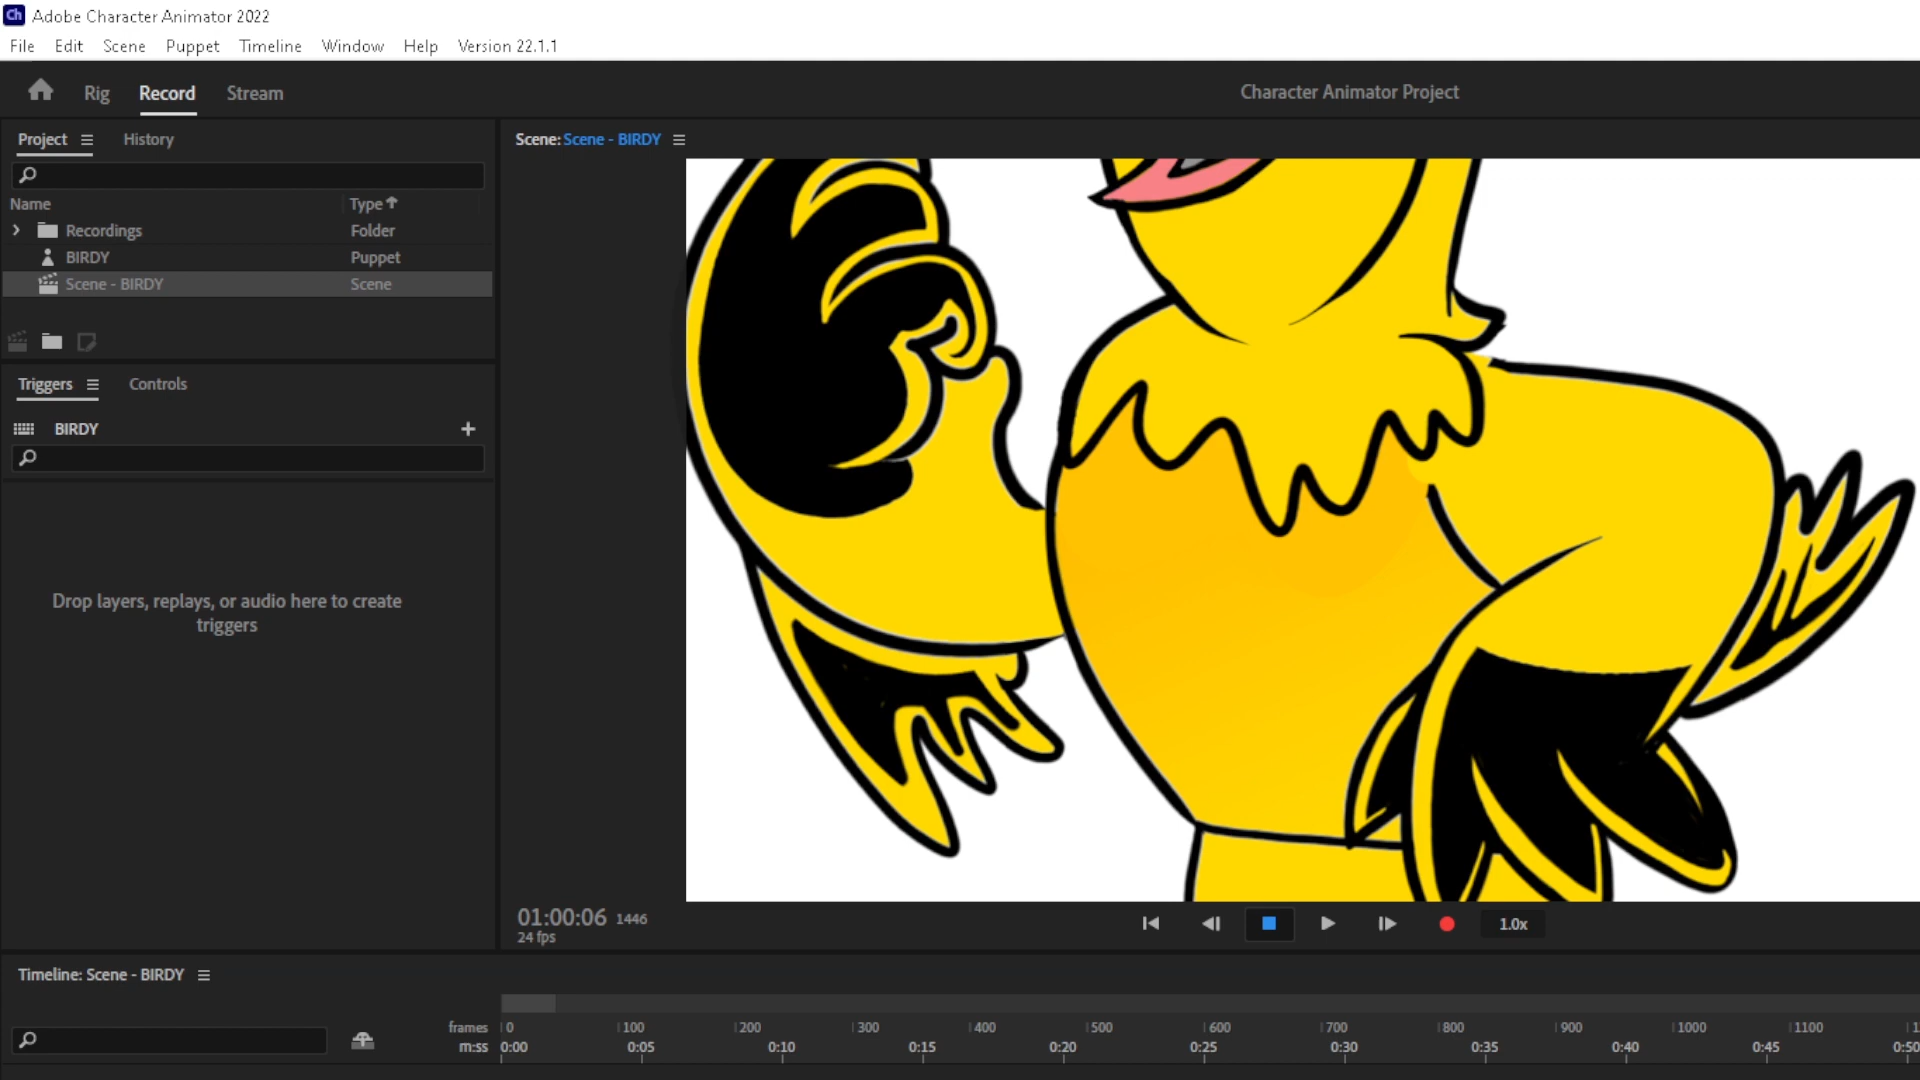 Ch Adobe Character Animator 2022
File Edit Scene Puppet Timeline Window Help Version 22.1.1
Rig Record Stream Character Animator Project
Project History
Scene: Scene - BIRDY
Name Type
Recordings Folder
BIRDY Puppet
Scene - BIRDY Scene
Triggers Controls
BIRDY
Drop layers, replays, or audio here to create
triggers
01:00:06 1446
24 fps
1.0x
Timeline: Scene - BIRDY
frames 0 100 200 300 400 500 600 700 800 900 1000 1100
m:ss 0:00 0:05 0:10 0:15 0:20 0:25 0:30 0:35 0:40 0:45 0:50